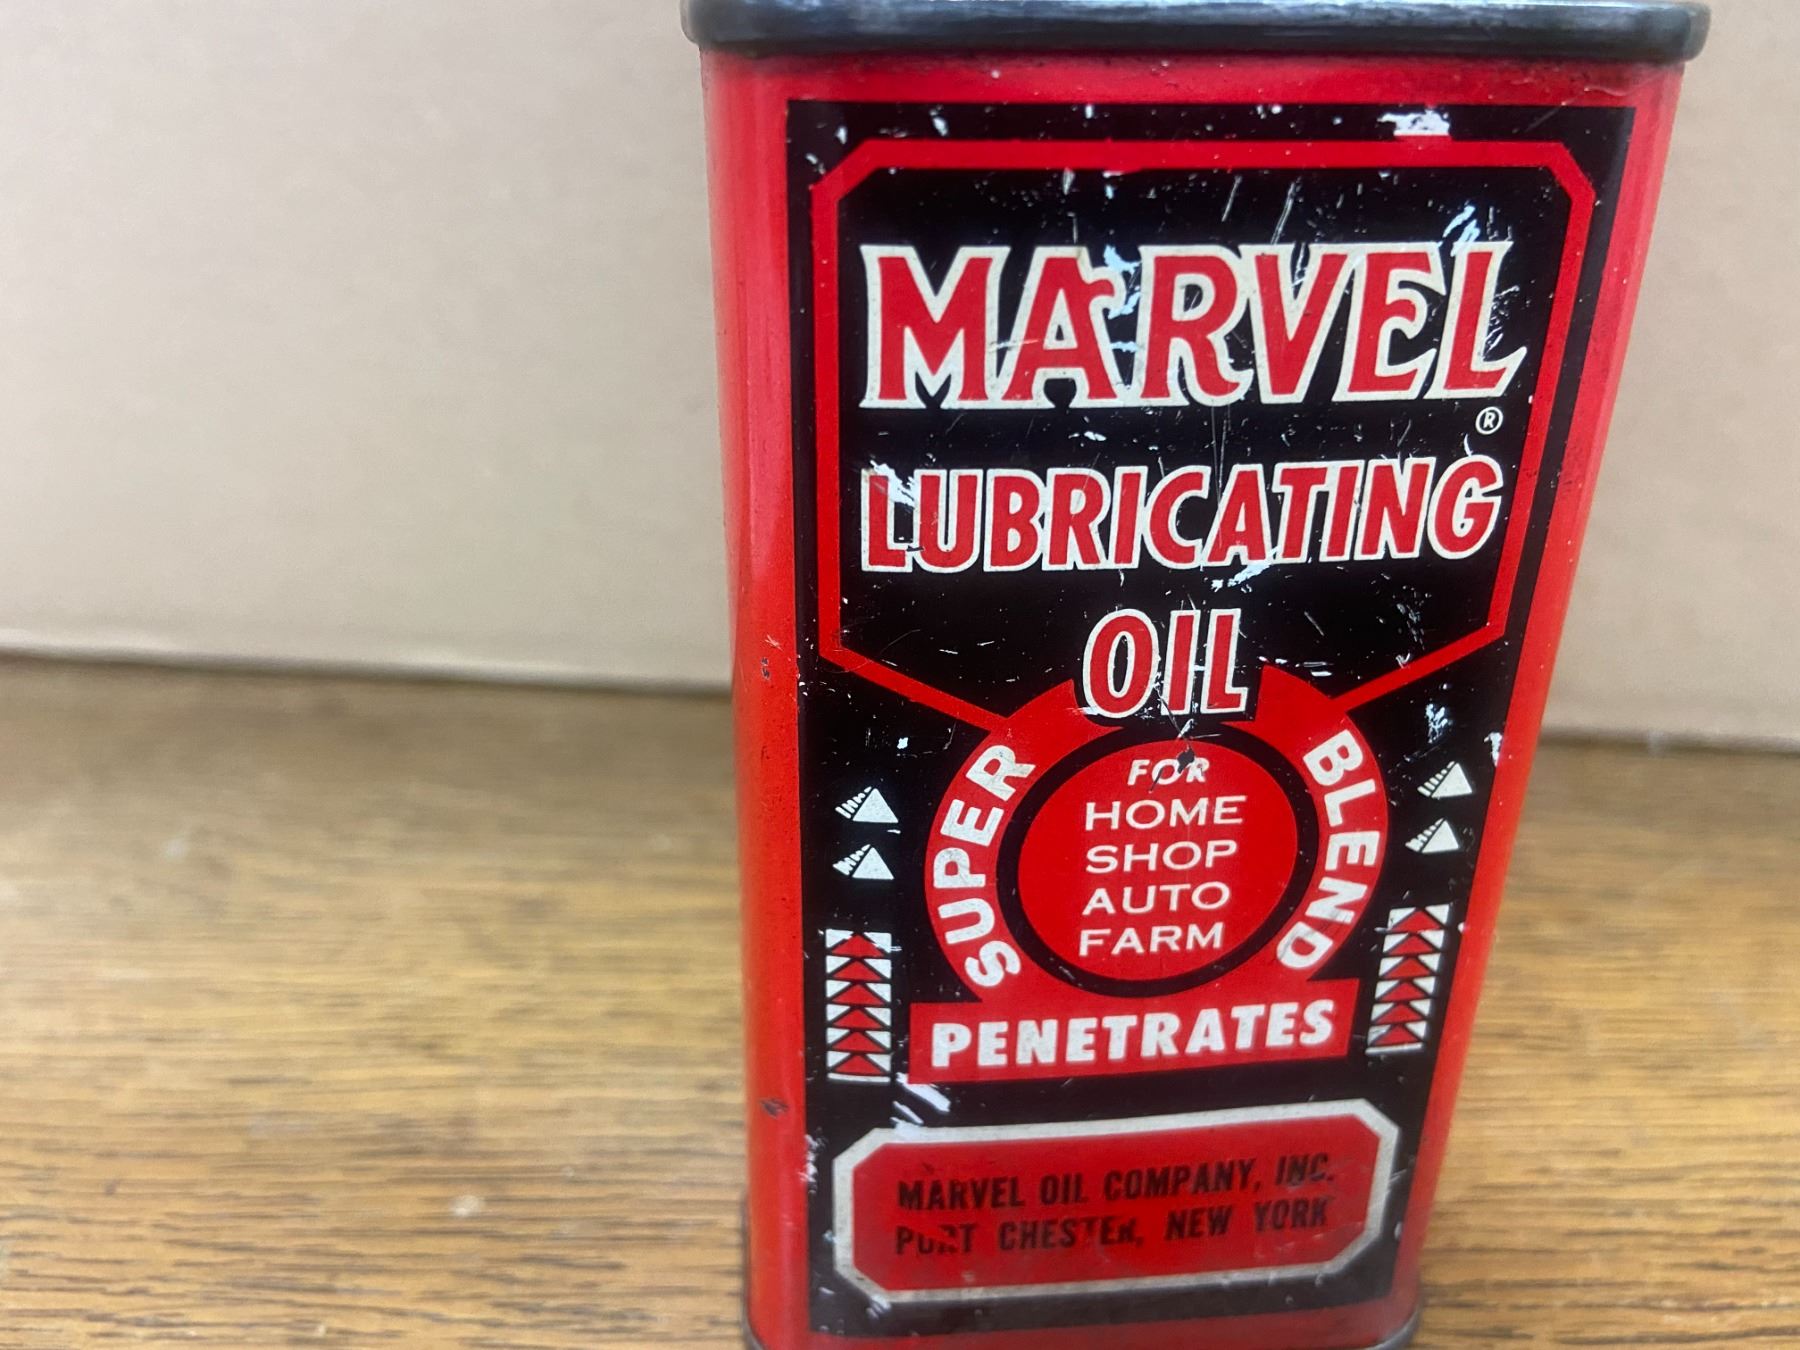 MARVEL
®
LUBRICATING
OIL
SUPER
BLEND
FOR
HOME
SHOP
AUTO
FARM
PENETRATES
MARVEL OIL COMPANY, INC.
PORT CHESTER, NEW YORK